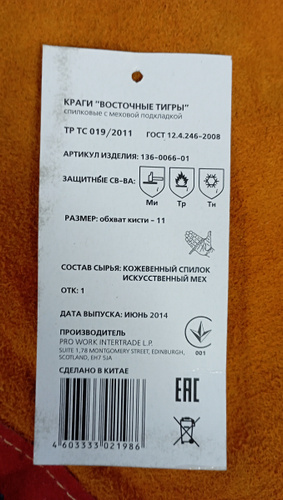 КРАГИ "ВОСТОЧНЫЕ ТИГРЫ"
спилковые с меховой подкладкой
ТР ТС 019/2011 ГОСТ 12.4.246-2008
АРТИКУЛ ИЗДЕЛИЯ: 136-0066-01
ЗАЩИТНЫЕ СВ-ВА:
Ми Тр Тн
РАЗМЕР: обхват кисти - 11
СОСТАВ СЫРЬЯ: КОЖЕВЕННЫЙ СПИЛОК
ИСКУССТВЕННЫЙ МЕХ
ОТК: 1
ДАТА ВЫПУСКА: ИЮНЬ 2014
ПРОИЗВОДИТЕЛЬ
PRO WORK INTERTRADE L.P.
SUITE 1,78 MONTGOMERY STREET, EDINBURGH,
SCOTLAND, EH7 5JA
001
СДЕЛАНО В КИТАЕ
EAC
4603333021986